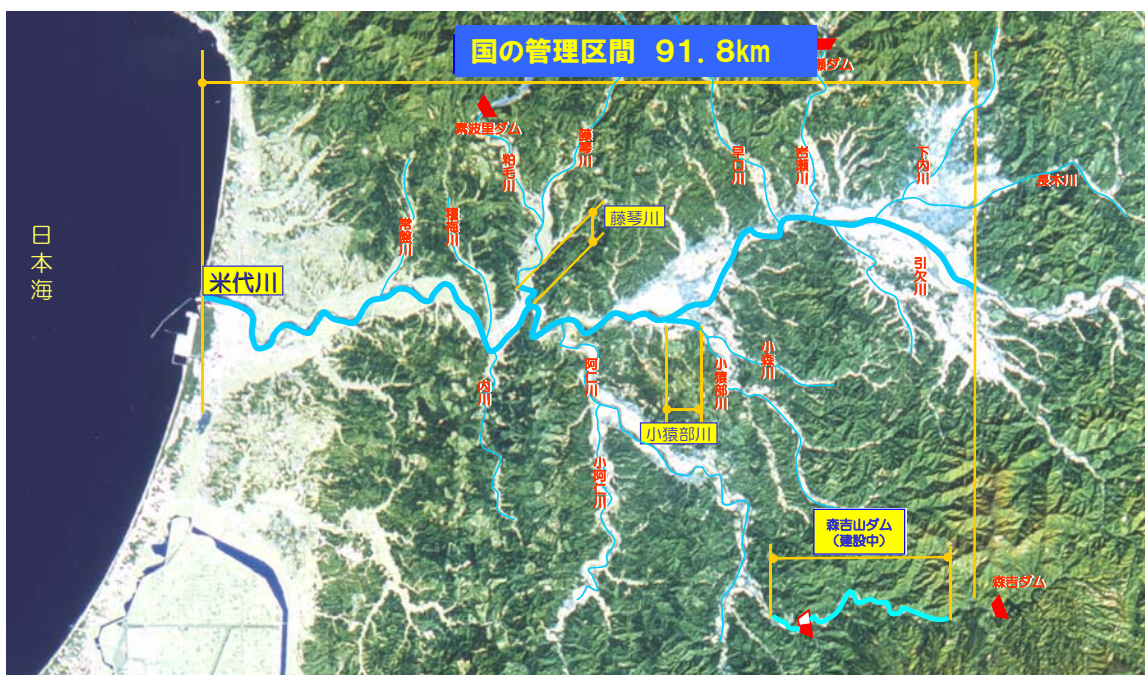 国の管理区間 91.8km
瀬ダム
素波里ダム
藤琴川
粕毛川
早口川
岩瀬川
下内川
長木川
常盤川
種梅川
藤琴川
日本海
米代川
引欠川
内川
阿仁川
小猿部川
小森川
小猿部川
小阿仁川
森吉山ダム
(建設中)
森吉ダム